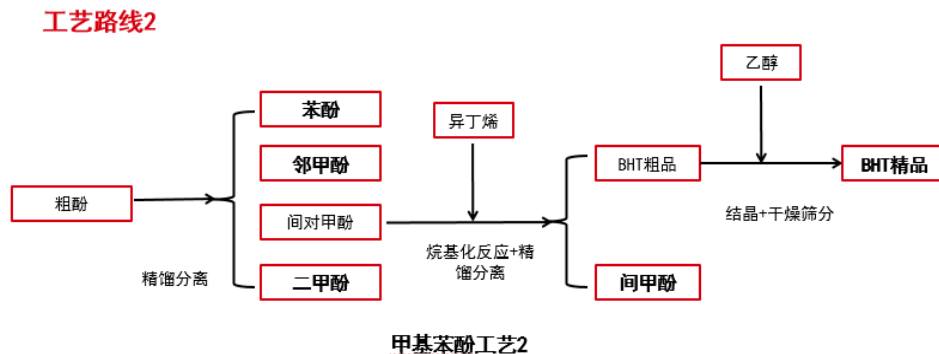 工艺路线2
乙醇
苯酚
异丁烯
邻甲酚
BHT粗品
BHT精品
粗酚
间对甲酚
结晶+干燥筛分
烷基化反应+精
馏分离
精馏分离
二甲酚
间甲酚
甲基苯酚工艺2